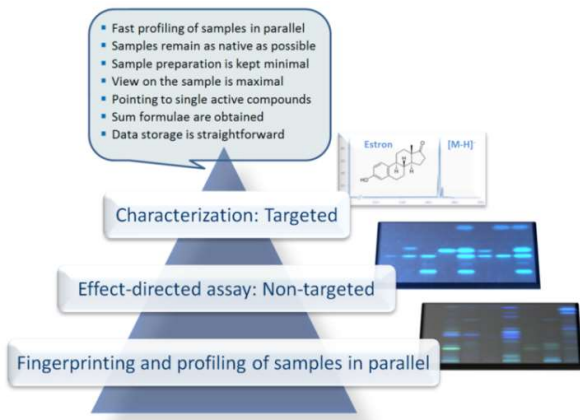 Fast profiling of samples in parallel
Samples remain as native as possible
Sample preparation is kept minimal
View on the sample is maximal
Pointing to single active compounds
Sum formulae are obtained
Data storage is straightforward
Estron [M-H]
HO
O
H
H H
Characterization: Targeted
Effect-directed assay: Non-targeted
Fingerprinting and profiling of samples in parallel